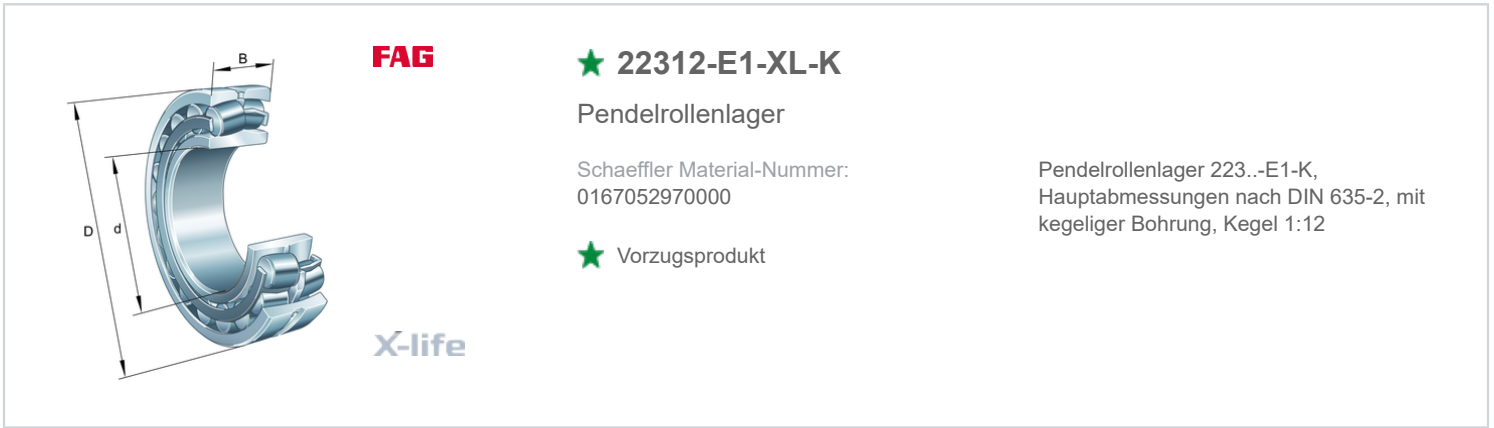 B
D
d
FAG
X-life
22312-E1-XL-K
Pendelrollenlager
Schaeffler Material-Nummer:
0167052970000
Vorzugsprodukt
Pendelrollenlager 223..-E1-K,
Hauptabmessungen nach DIN 635-2, mit
kegeliger Bohrung, Kegel 1:12